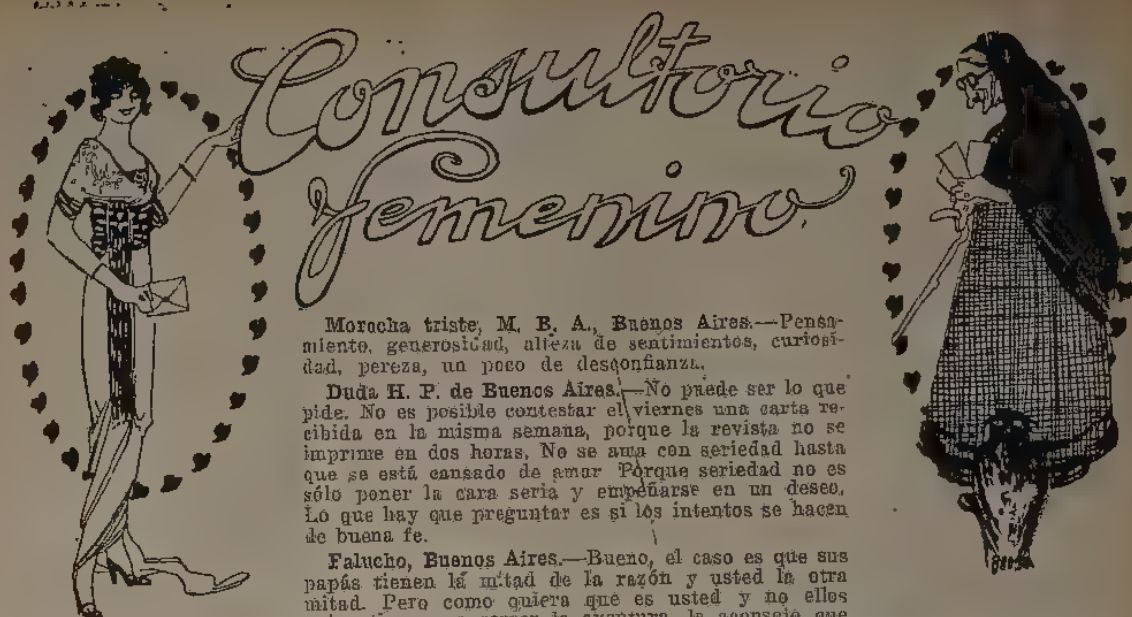 Consultorio
femenino
Morocha triste, M. B. A., Buenos Aires.—Pensa-
miento, generosidad, alteza de sentimientos, curiosi-
dad, pereza, un poco de desconfianza.
Duda H. P. de Buenos Aires.—No puede ser lo que
pide. No es posible contestar el viernes una carta re-
cibida en la misma semana, porque la revista no se
imprime en dos horas. No se ama con seriedad hasta
que se está cansado de amar Porque seriedad no es
sólo poner la cara seria y empeñarse en un deseo.
Lo que hay que preguntar es si los intentos se hacen
de buena fe.
Falucho, Buenos Aires.—Bueno, el caso es que sus
papás tienen lá mitad de la razón y usted la otra
mitad. Pero como quiera que es usted y no ellos
la aconsejo que